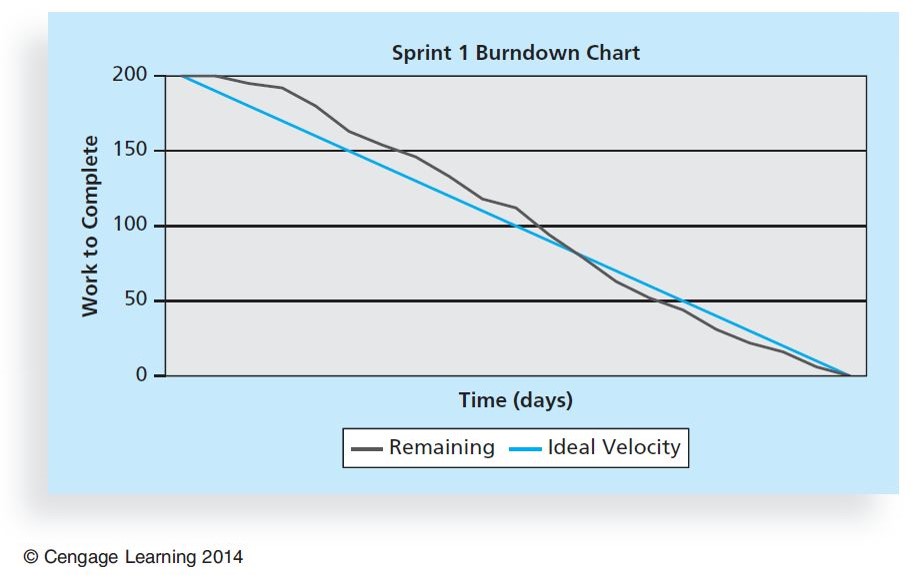 Sprint 1 Burndown Chart
200
150
100
50
0
Work to Complete
Time (days)
Remaining Ideal Velocity
© Cengage Learning 2014